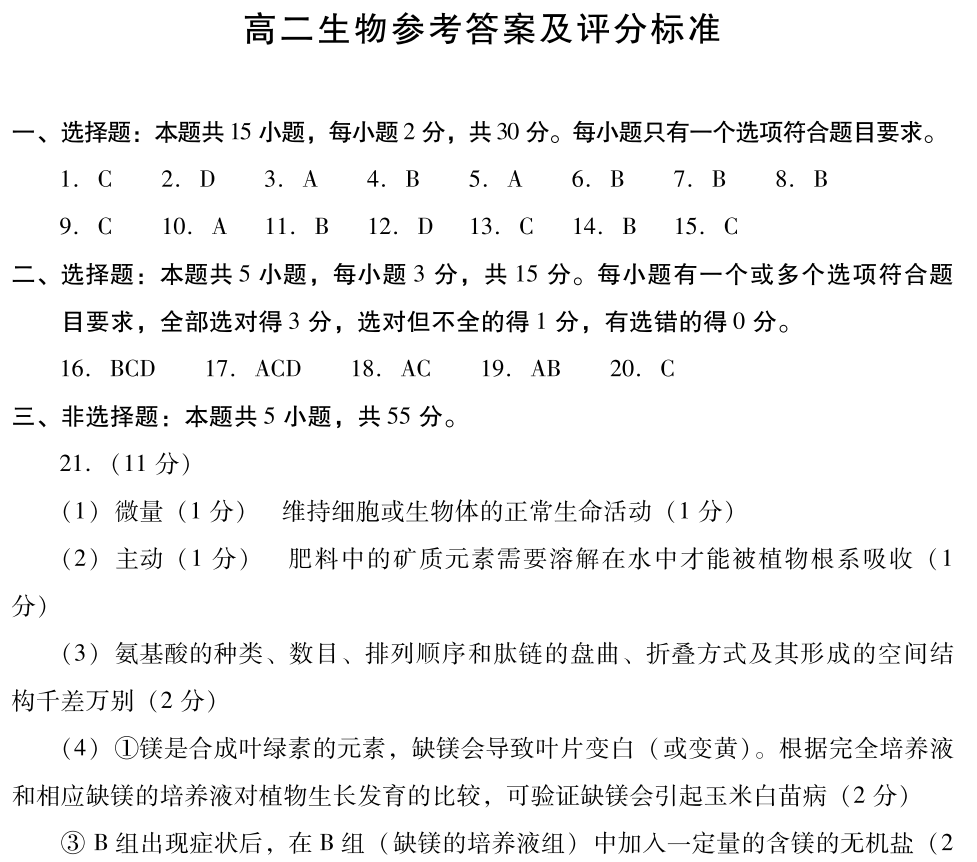 高二生物参考答案及评分标准
一、选择题：本题共 15 小题，每小题 2 分，共 30 分。每小题只有一个选项符合题目要求。
1. C 2. D 3. A 4. B 5. A 6. B 7. B 8. B
9. C 10. A 11. B 12. D 13. C 14. B 15. C
二、选择题：本题共 5 小题，每小题 3 分，共 15 分。每小题有一个或多个选项符合题
目要求，全部选对得 3 分，选对但不全的得 1 分，有选错的得 0 分。
16. BCD 17. ACD 18. AC 19. AB 20. C
三、非选择题：本题共 5 小题，共 55 分。
21.（11 分）
（1）微量（1 分） 维持细胞或生物体的正常生命活动（1 分）
（2）主动（1 分） 肥料中的矿质元素需要溶解在水中才能被植物根系吸收（1
分）
（3）氨基酸的种类、数目、排列顺序和肽链的盘曲、折叠方式及其形成的空间结
构千差万别（2 分）
（4）①镁是合成叶绿素的元素，缺镁会导致叶片变白（或变黄）。根据完全培养液
和相应缺镁的培养液对植物生长发育的比较，可验证缺镁会引起玉米白苗病（2 分）
③ B 组出现症状后，在 B 组（缺镁的培养液组）中加入一定量的含镁的无机盐（2